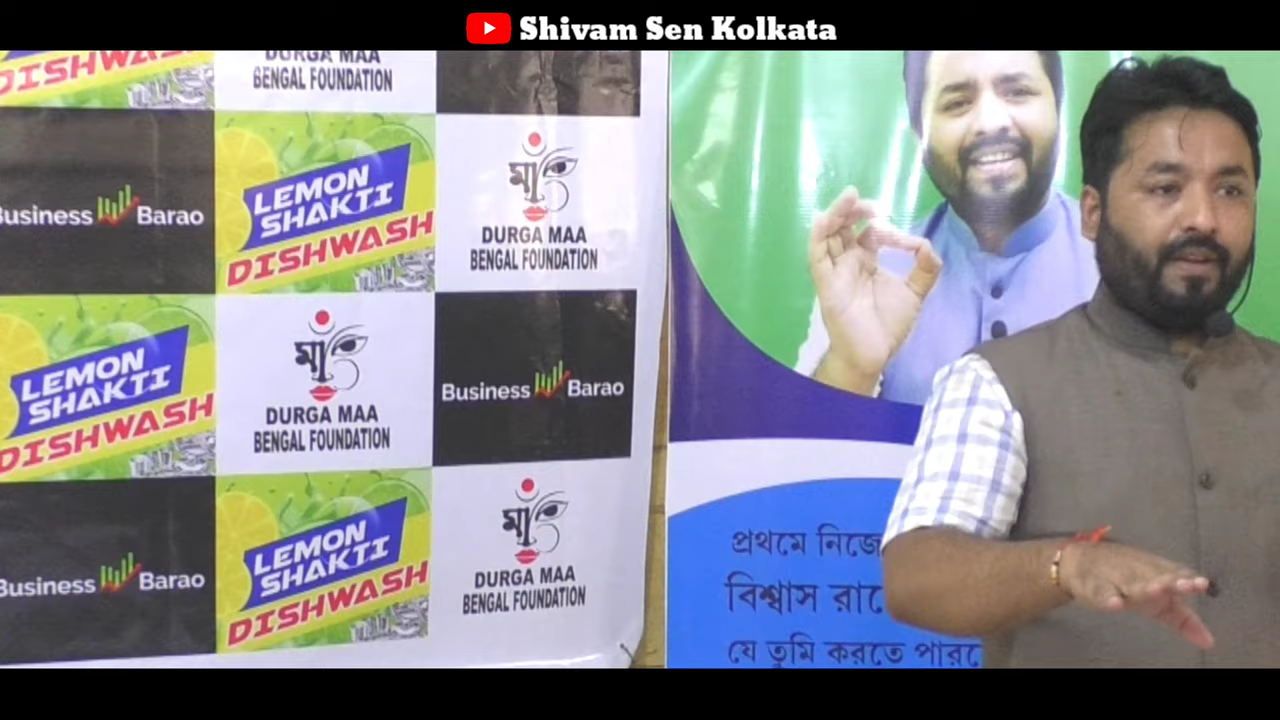 Shivam Sen Kolkata
DISHWASH
DURGA MAA
BENGAL FOUNDATION
Business Barao
LEMON
SHAKTI
DISHWASH
মা
DURGA MAA
BENGAL FOUNDATION
LEMON
SHAKTI
DISHWASH
মা
DURGA MAA
BENGAL FOUNDATION
Business Barao
Business Barao
LEMON
SHAKTI
DISHWASH
মা
DURGA MAA
BENGAL FOUNDATION
প্রথমে নিজে
বিশ্বাস
যে তুমি করতে